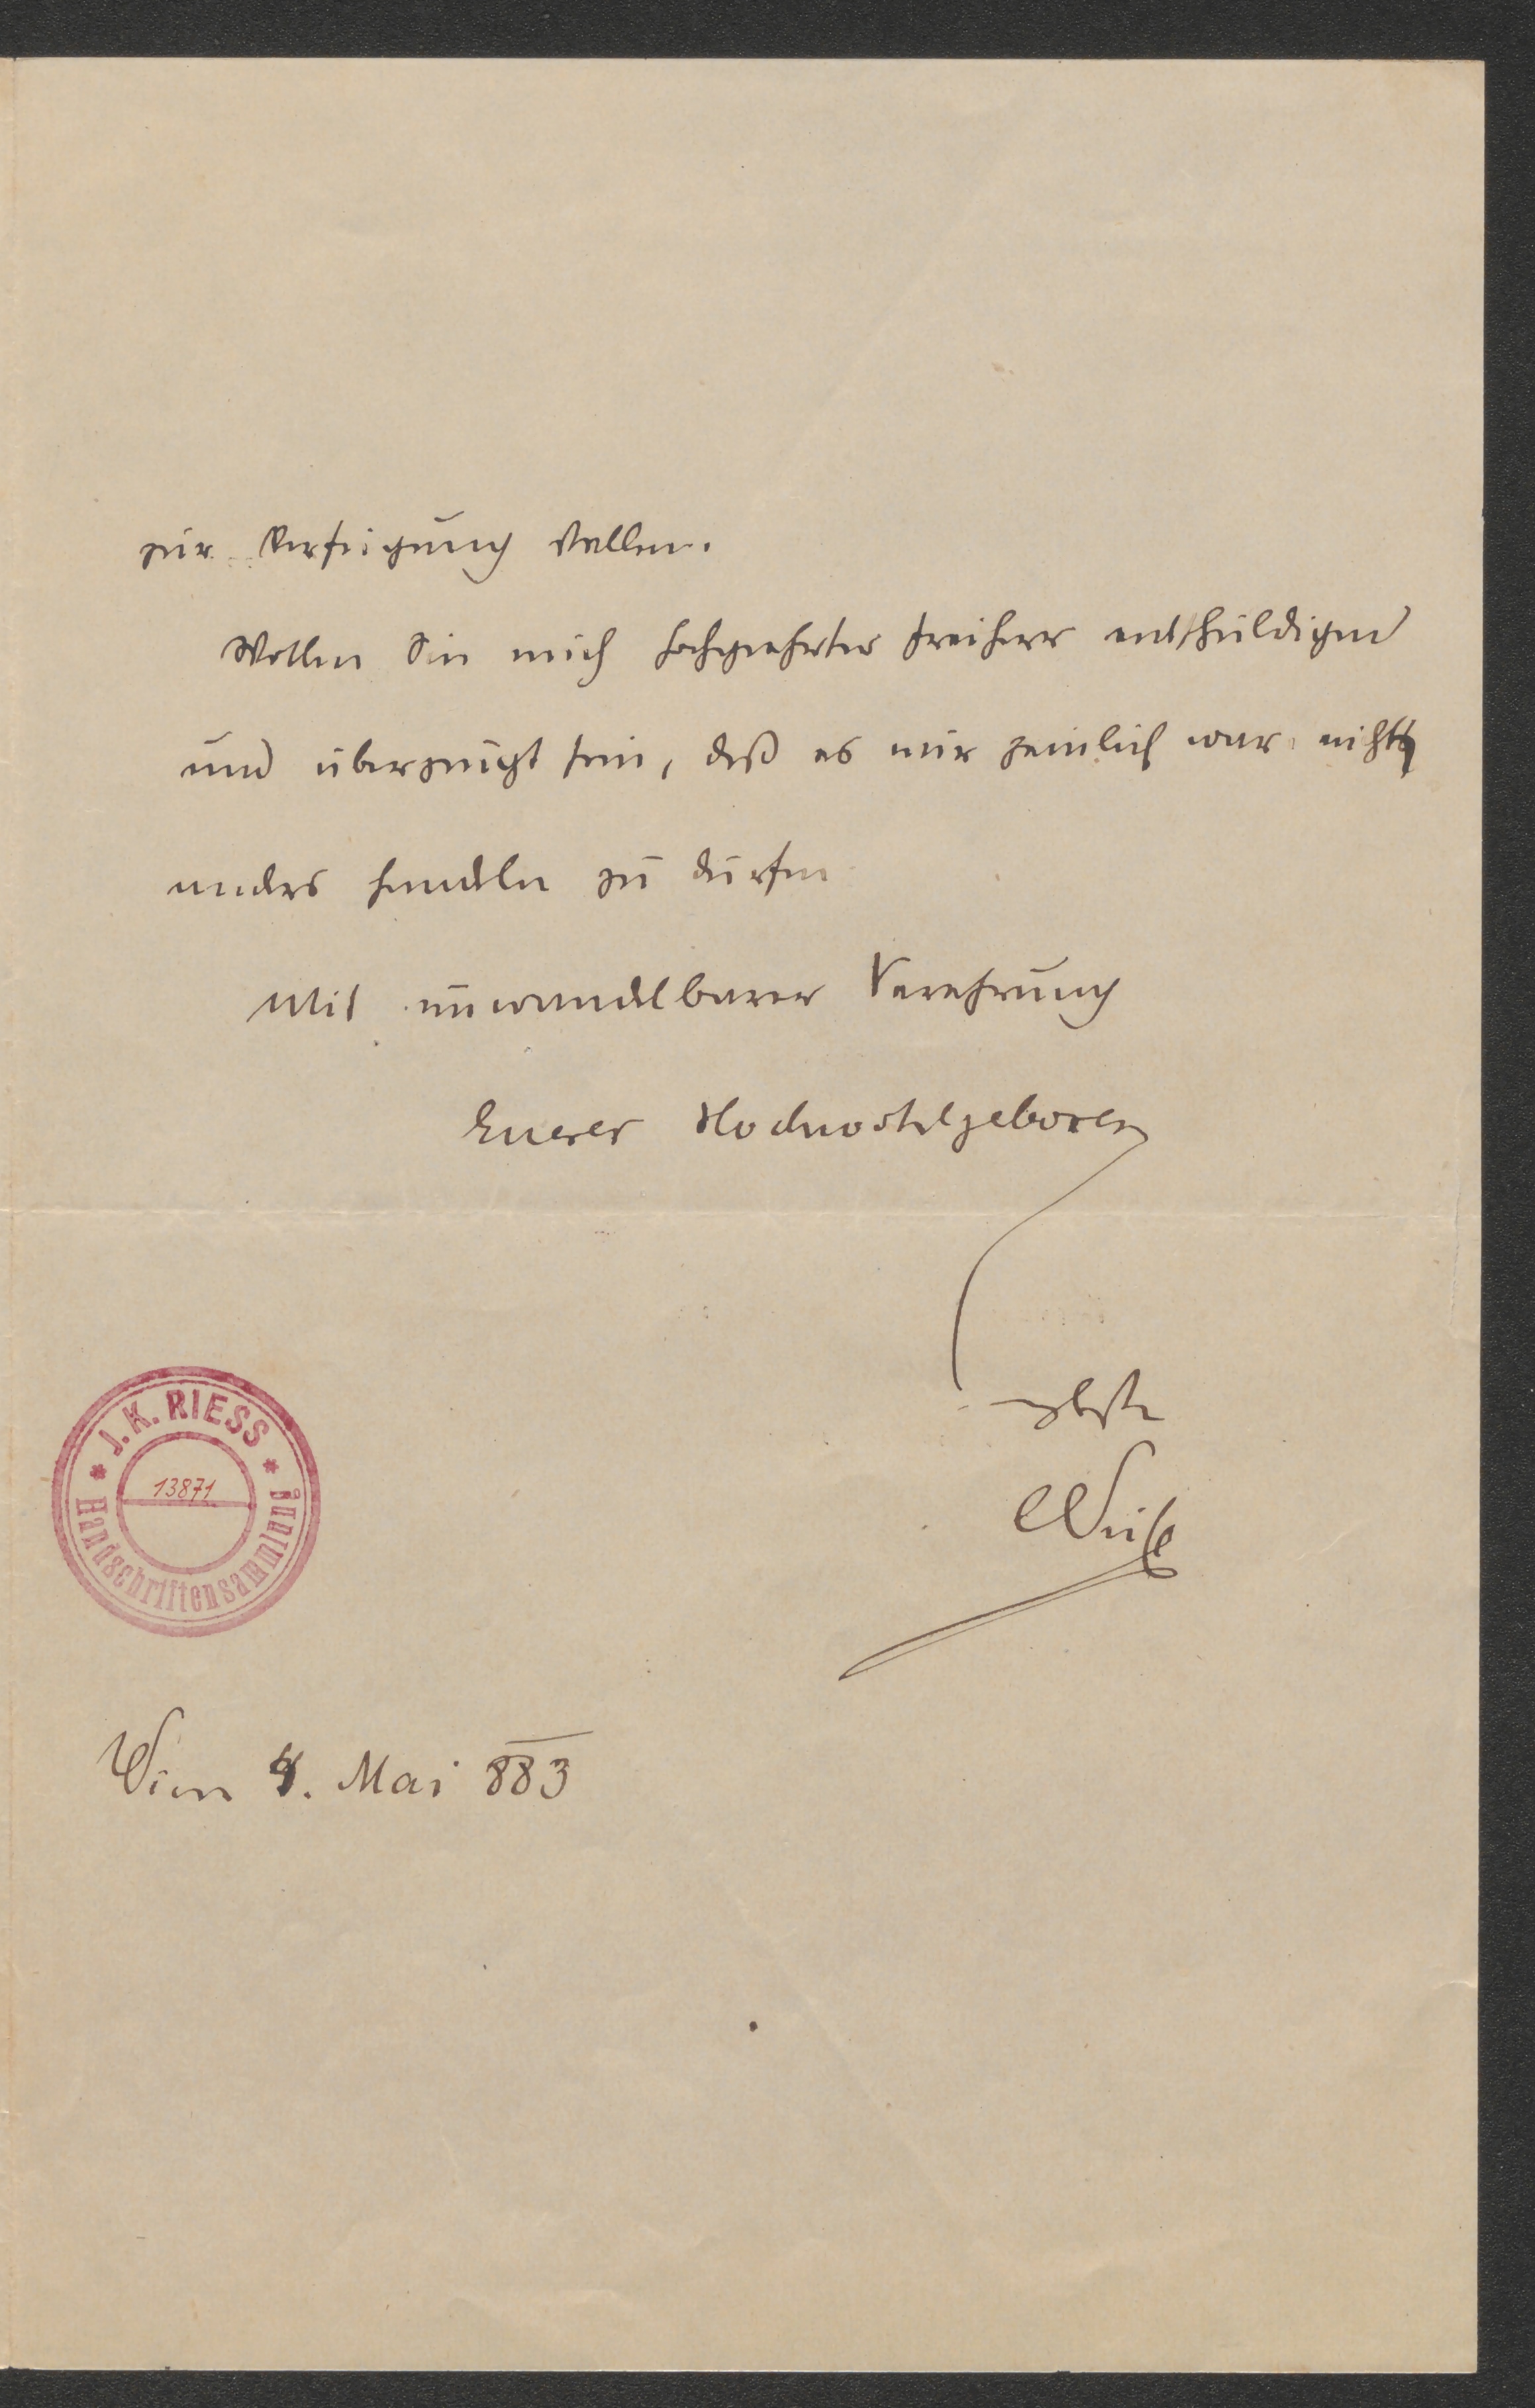 zur Verfügung stellen.
Wollen Sie mich hochgeehrter Freiherr entschuldigen
und überzeugt sein, daß es mir peinlich war nicht
anders handeln zu dürfen
Mit unwandelbarer Verehrung
Euerer Hochwohlgeboren
J. K. RIESS
13871
Handschriftensammlung
Wien 4. Mai 883